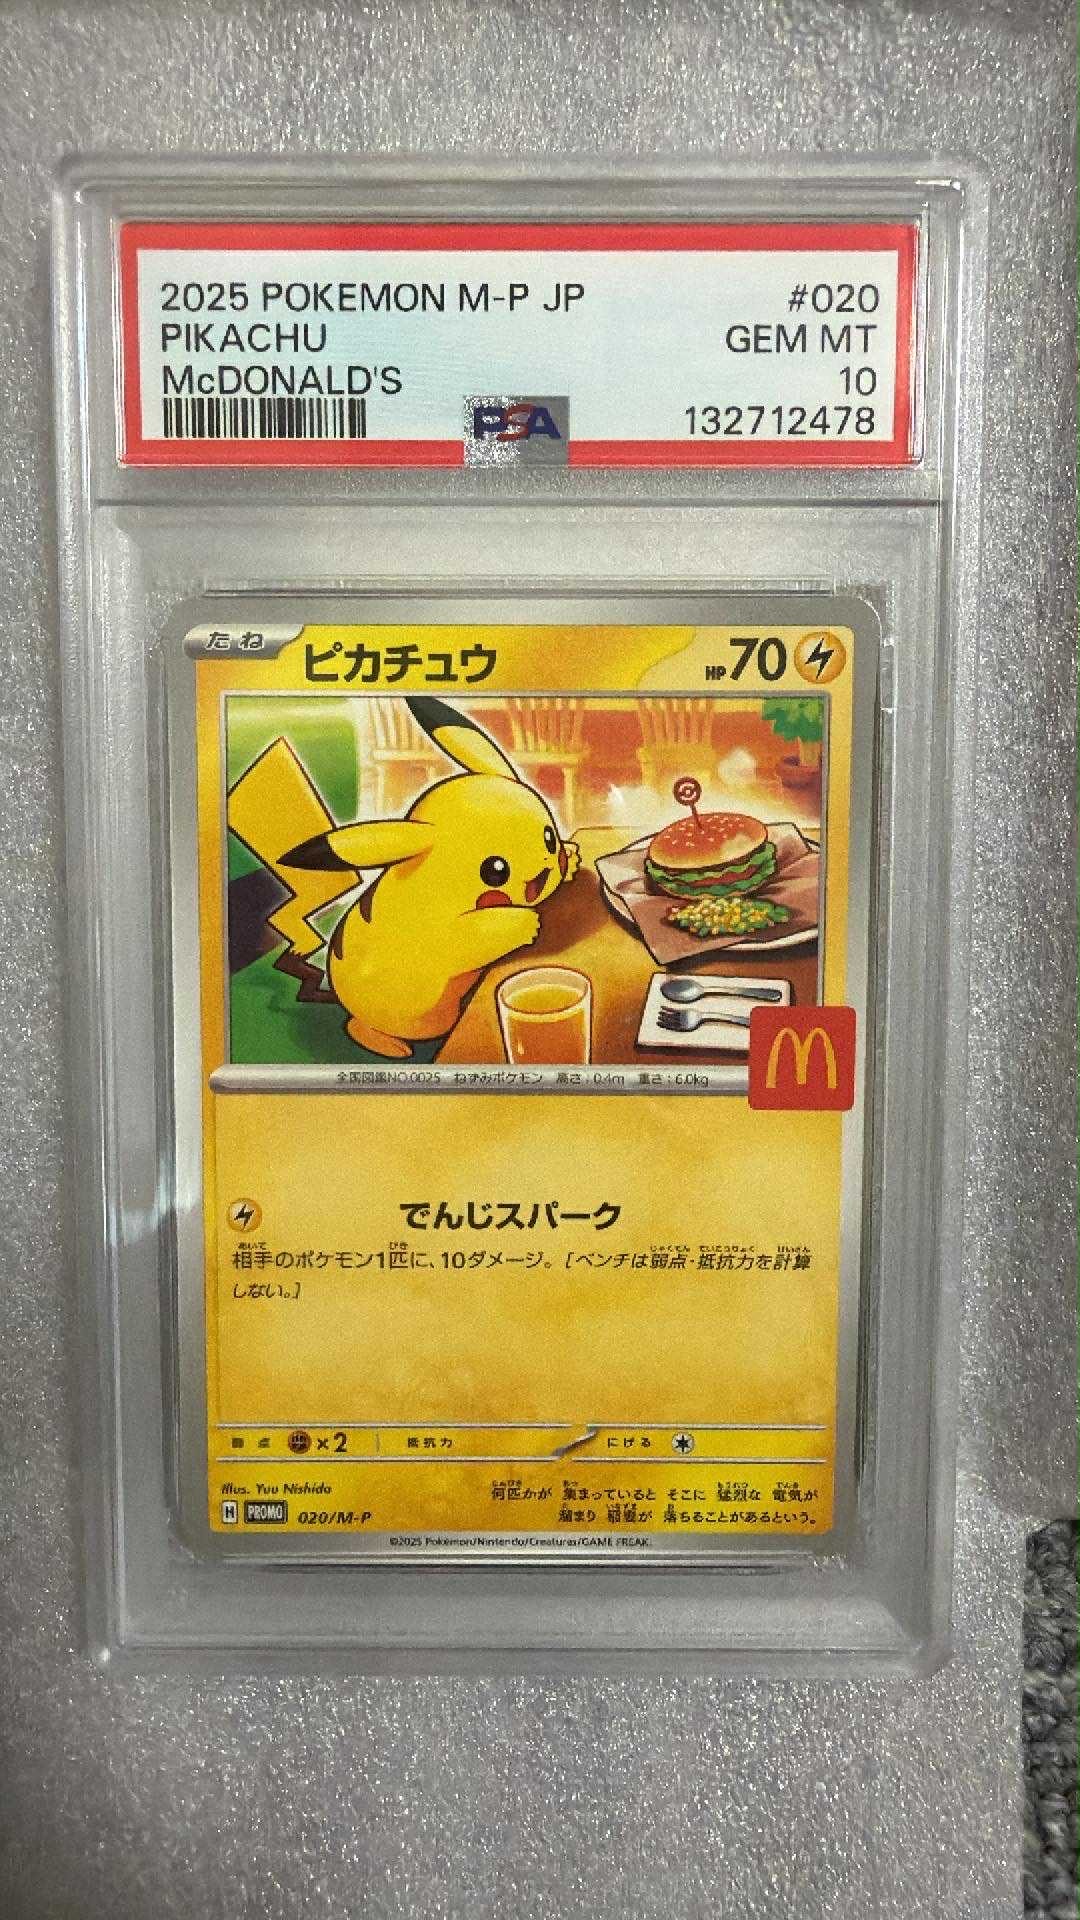 2025 POKEMON M-P JP #020
PIKACHU GEM MT
McDONALD'S 10
PSA 132712478
たね ピカチュウ HP70
全国図鑑NO.0025 ねずみポケモン 高さ:0.4m 重さ:6.0kg
でんじスパーク
相手のポケモン1匹に、10ダメージ。[ベンチは弱点・抵抗力を計算
しない。]
弱点 ×2 抵抗力 にげる
Illus. Yuu Nishida
何匹かが 集まっていると そこに 猛烈な 電気が
溜まり 稲妻が 落ちることがあるという。
H PROMO 020/M-P
©2025 Pokémon/Nintendo/Creatures/GAME FREAK.